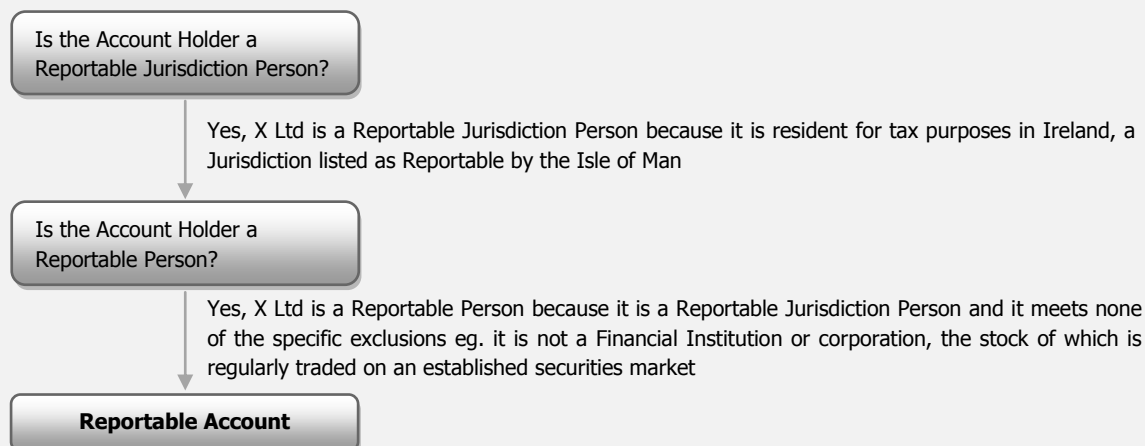 Is the Account Holder a
Reportable Jurisdiction Person?
Yes, X Ltd is a Reportable Jurisdiction Person because it is resident for tax purposes in Ireland, a
Jurisdiction listed as Reportable by the Isle of Man
Is the Account Holder a
Reportable Person?
Yes, X Ltd is a Reportable Person because it is a Reportable Jurisdiction Person and it meets none
of the specific exclusions eg. it is not a Financial Institution or corporation, the stock of which is
regularly traded on an established securities market
Reportable Account